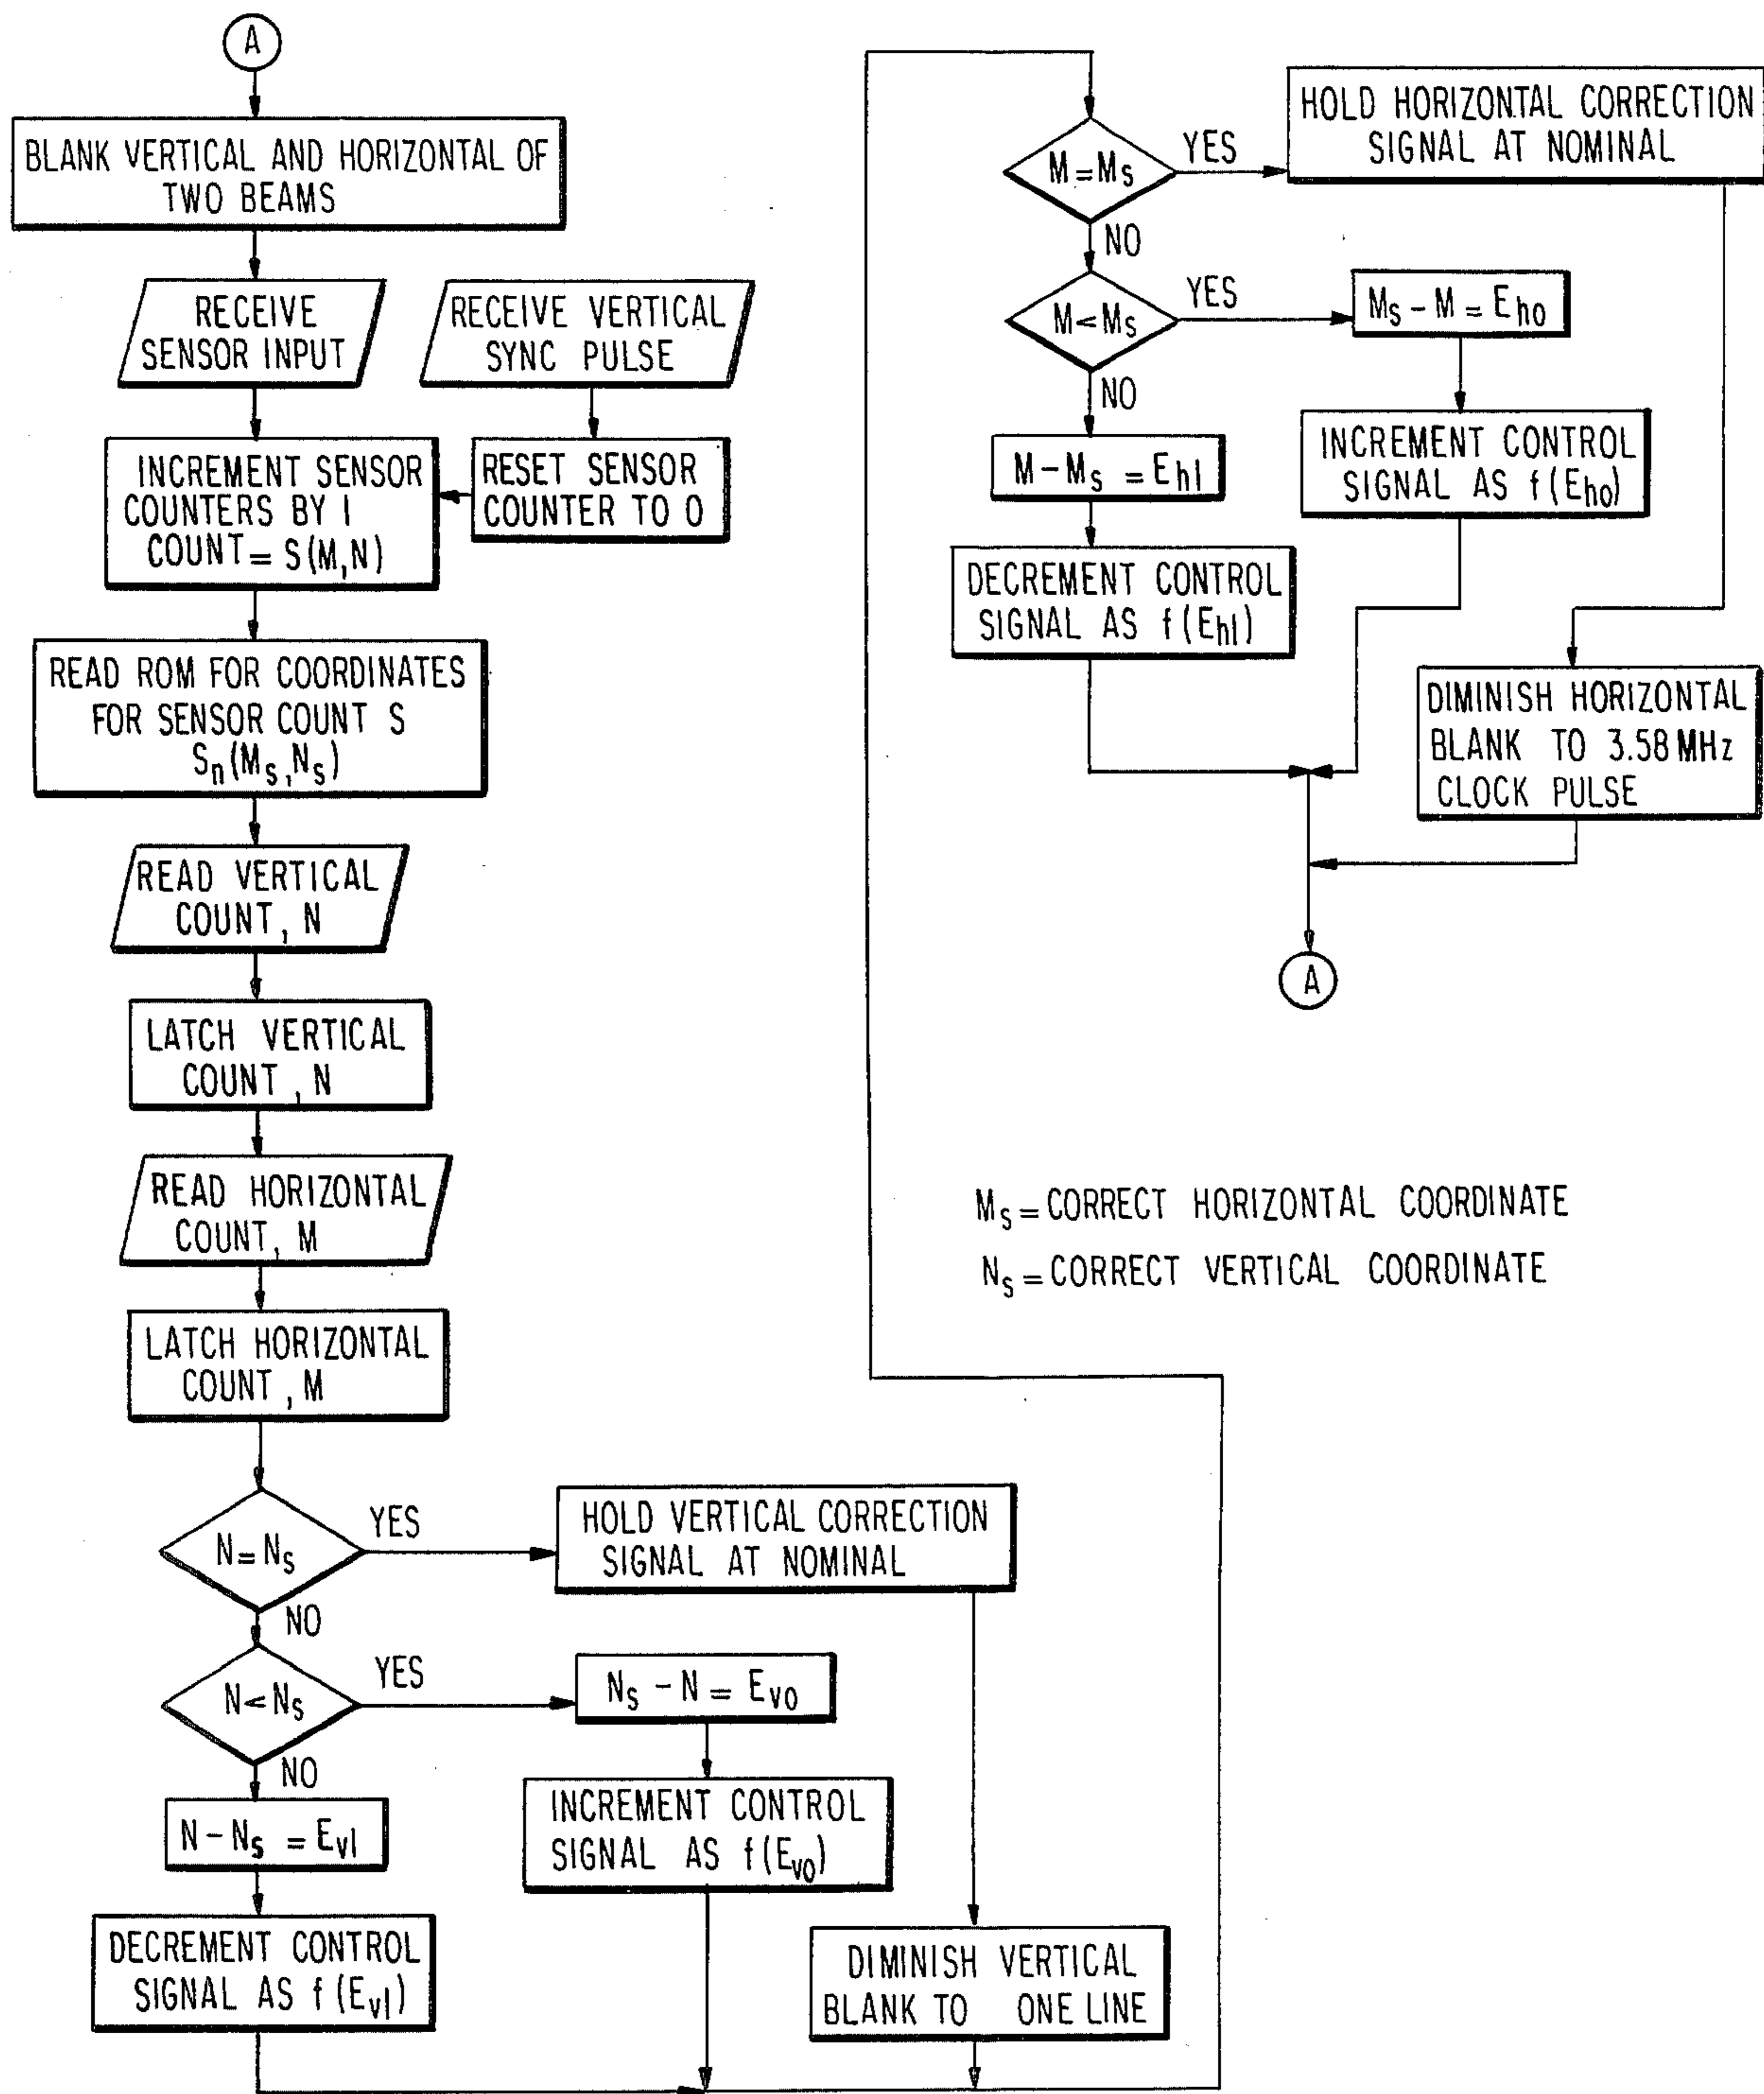 A
BLANK VERTICAL AND HORIZONTAL OF
TWO BEAMS
RECEIVE
SENSOR INPUT
RECEIVE VERTICAL
SYNC PULSE
INCREMENT SENSOR
COUNTERS BY 1
COUNT = S(M,N)
RESET SENSOR
COUNTER TO 0
READ ROM FOR COORDINATES
FOR SENSOR COUNT S
Sn(Ms,Ns)
READ VERTICAL
COUNT, N
LATCH VERTICAL
COUNT, N
READ HORIZONTAL
COUNT, M
LATCH HORIZONTAL
COUNT, M
N = Ns
YES
HOLD VERTICAL CORRECTION
SIGNAL AT NOMINAL
NO
N < Ns
YES
Ns - N = Evo
NO
N - Ns = Ev1
INCREMENT CONTROL
SIGNAL AS f(Evo)
DECREMENT CONTROL
SIGNAL AS f(Ev1)
DIMINISH VERTICAL
BLANK TO ONE LINE
M = Ms
YES
HOLD HORIZONTAL CORRECTION
SIGNAL AT NOMINAL
NO
M < Ms
YES
Ms - M = Eho
NO
M - Ms = Eh1
INCREMENT CONTROL
SIGNAL AS f(Eho)
DECREMENT CONTROL
SIGNAL AS f(Eh1)
DIMINISH HORIZONTAL
BLANK TO 3.58 MHz
CLOCK PULSE
A
Ms = CORRECT HORIZONTAL COORDINATE
Ns = CORRECT VERTICAL COORDINATE